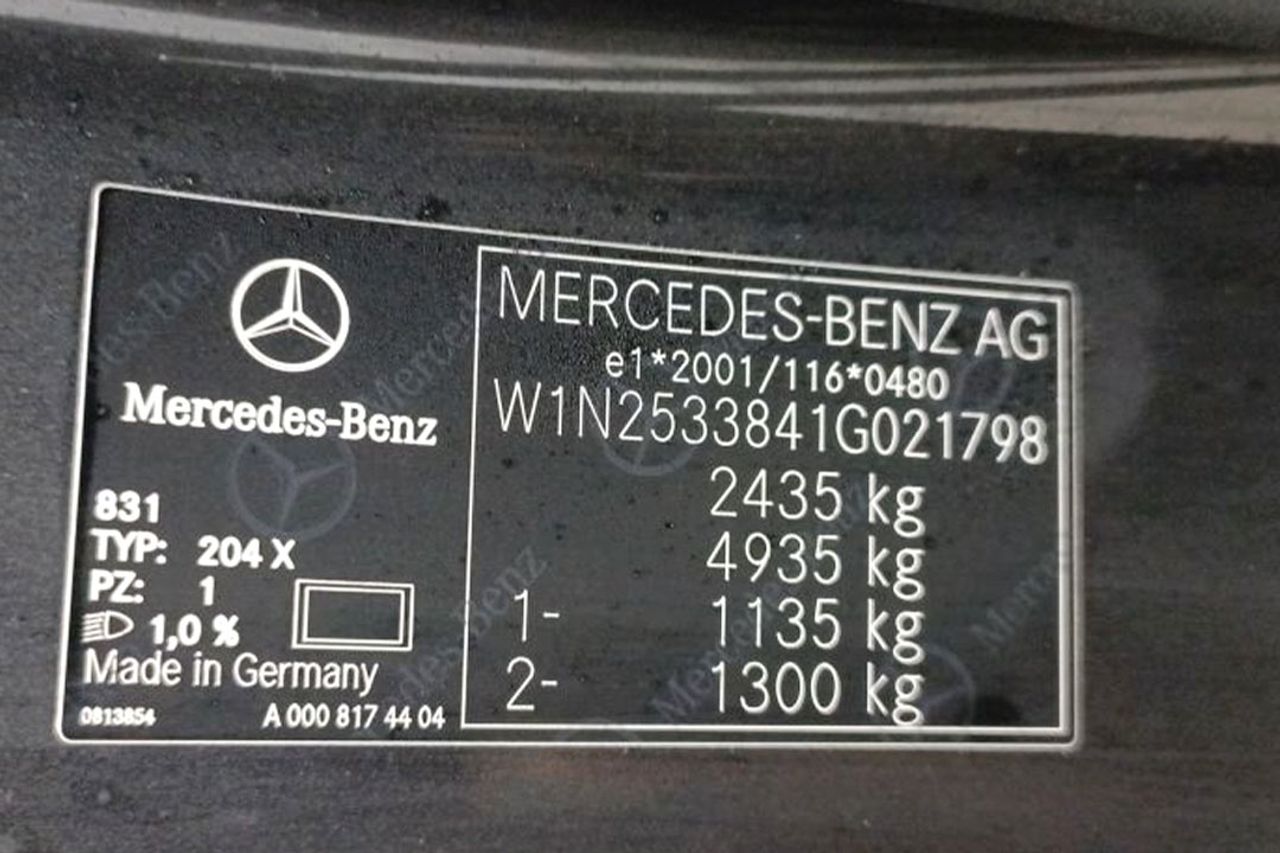 Mercedes-Benz
831
TYP: 204 X
PZ: 1
1,0 %
Made in Germany
0813854
A 000 817 44 04
MERCEDES-BENZ AG
e1*2001/116*0480
W1N2533841G021798
2435 kg
4935 kg
1- 1135 kg
2- 1300 kg